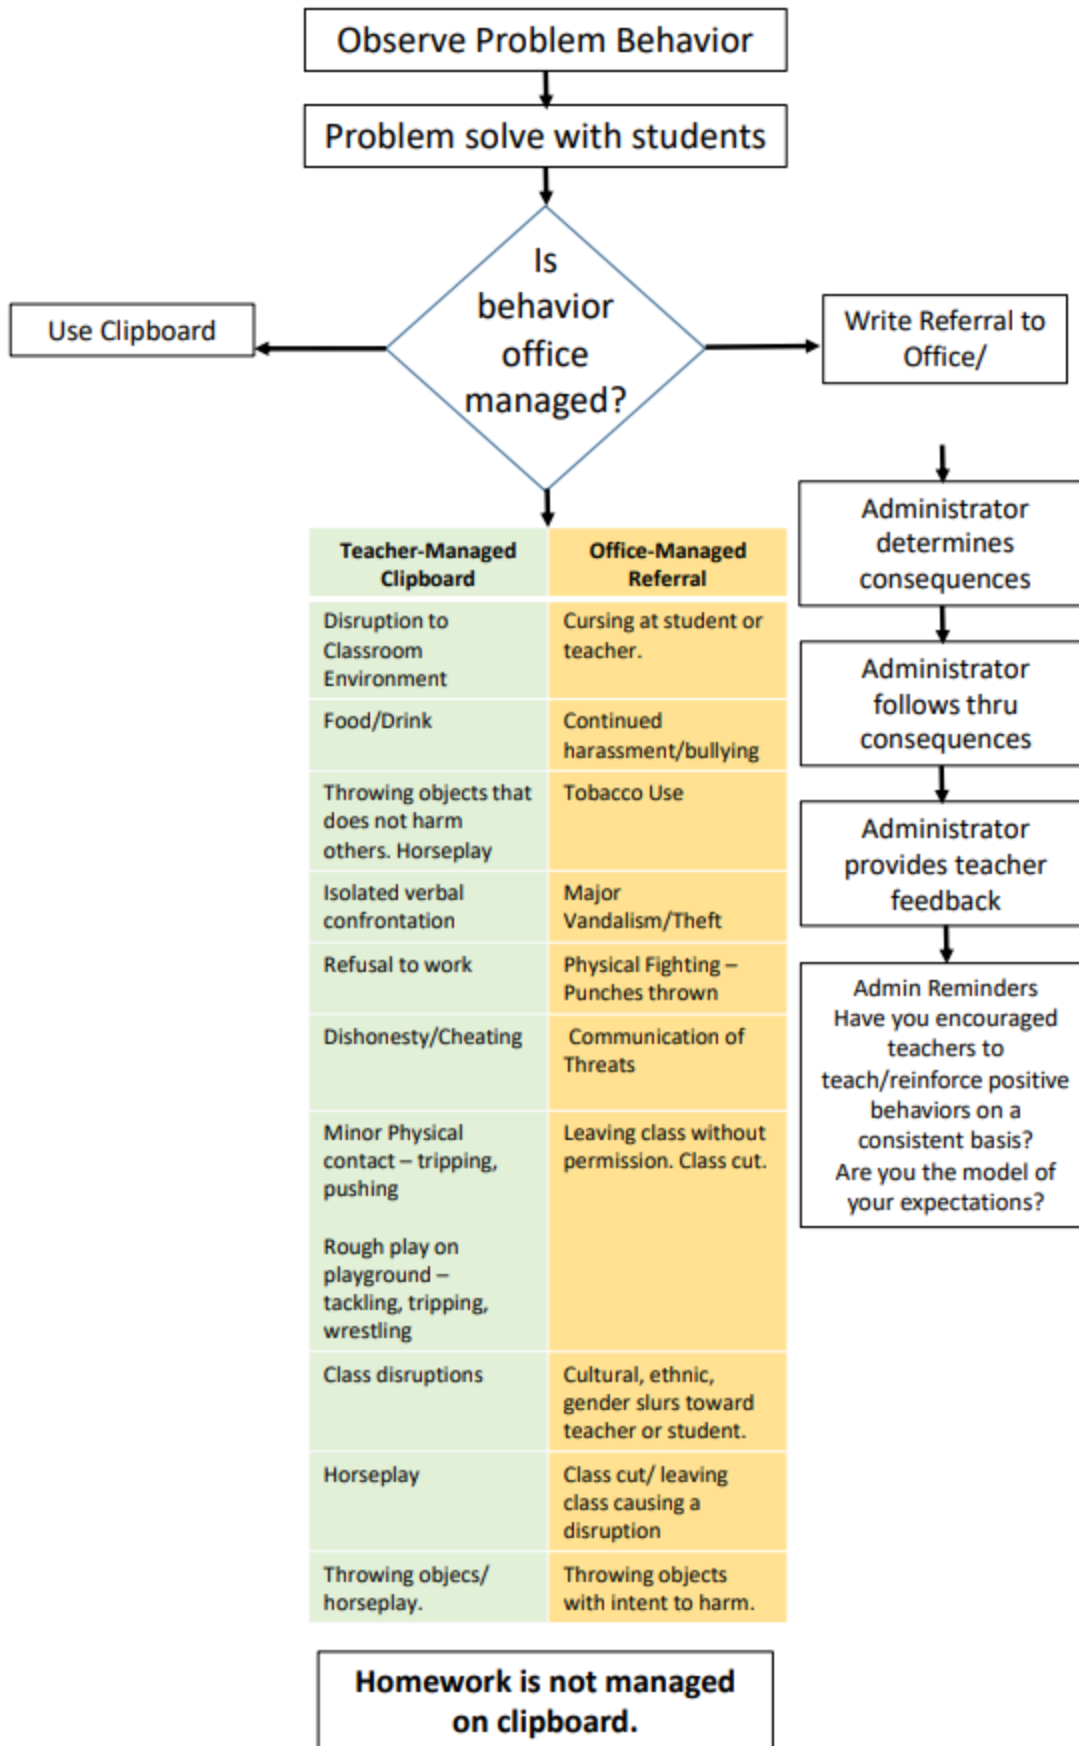 Observe Problem Behavior
Problem solve with students
Is
behavior
office
managed?
Use Clipboard
Write Referral to
Office/
Teacher-Managed
Clipboard
Office-Managed
Referral
Disruption to
Classroom
Environment
Cursing at student or
teacher.
Food/Drink
Continued
harassment/bullying
Throwing objects that
does not harm
others. Horseplay
Tobacco Use
Isolated verbal
confrontation
Major
Vandalism/Theft
Refusal to work
Physical Fighting –
Punches thrown
Dishonesty/Cheating
Communication of
Threats
Minor Physical
contact – tripping,
pushing
Rough play on
playground –
tackling, tripping,
wrestling
Leaving class without
permission. Class cut.
Class disruptions
Cultural, ethnic,
gender slurs toward
teacher or student.
Horseplay
Class cut/ leaving
class causing a
disruption
Throwing objecs/
horseplay.
Throwing objects
with intent to harm.
Administrator
determines
consequences
Administrator
follows thru
consequences
Administrator
provides teacher
feedback
Admin Reminders
Have you encouraged
teachers to
teach/reinforce positive
behaviors on a
consistent basis?
Are you the model of
your expectations?
Homework is not managed
on clipboard.